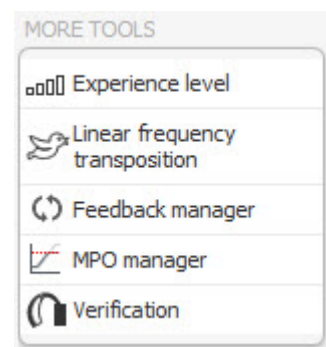 MORE TOOLS
Experience level
Linear frequency
transposition
Feedback manager
MPO manager
Verification